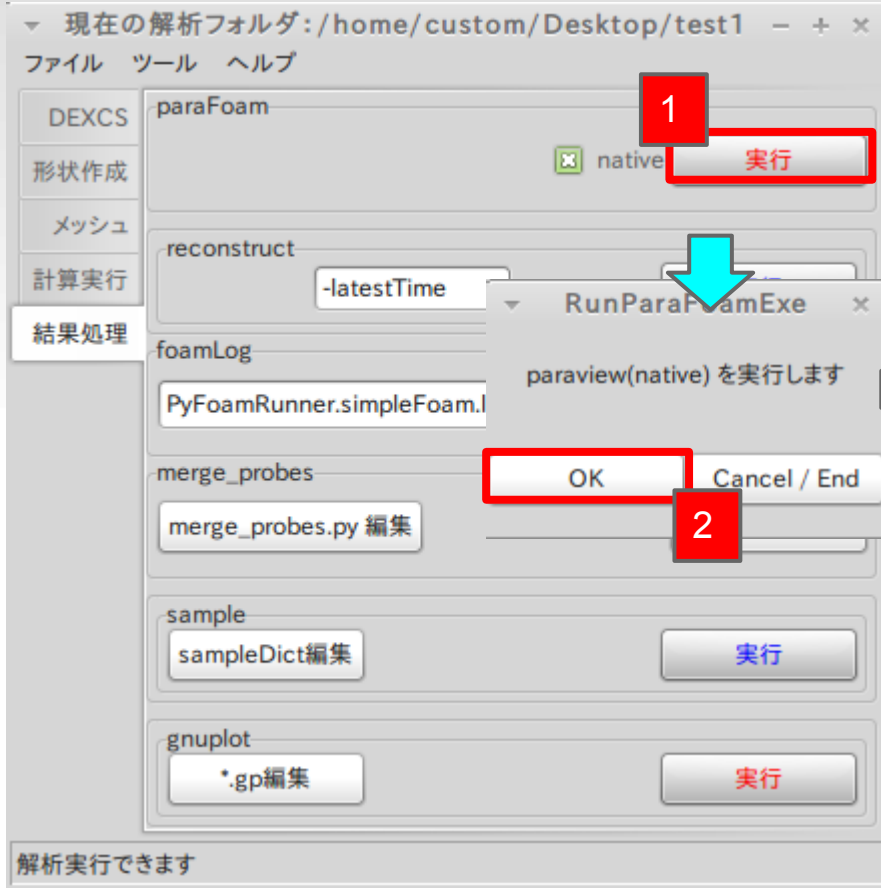 現在の解析フォルダ:/home/custom/Desktop/test1
ファイル ツール ヘルプ
DEXCS
形状作成
メッシュ
計算実行
結果処理
paraFoam
1
native
実行
reconstruct
-latestTime
RunParaFoamExe
paraview(native) を実行します
OK
Cancel / End
2
foamLog
PyFoamRunner.simpleFoam.l
merge_probes
merge_probes.py 編集
sample
sampleDict編集
実行
gnuplot
*.gp編集
実行
解析実行できます